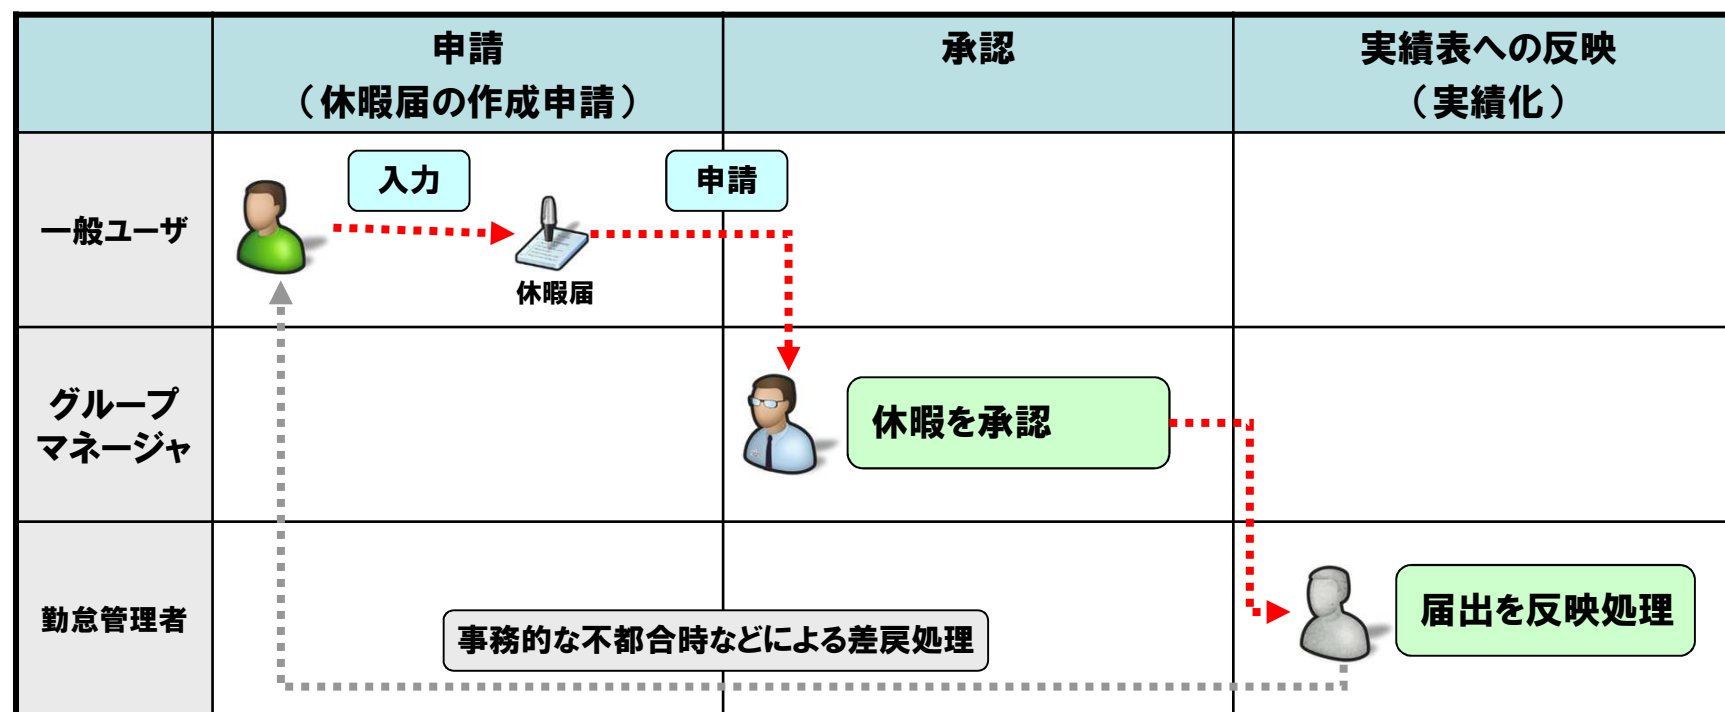 申請
（休暇届の作成申請）
承認
実績表への反映
（実績化）
一般ユーザ
入力
申請
休暇届
グループ
マネージャ
休暇を承認
勤怠管理者
事務的な不都合時などによる差戻処理
届出を反映処理